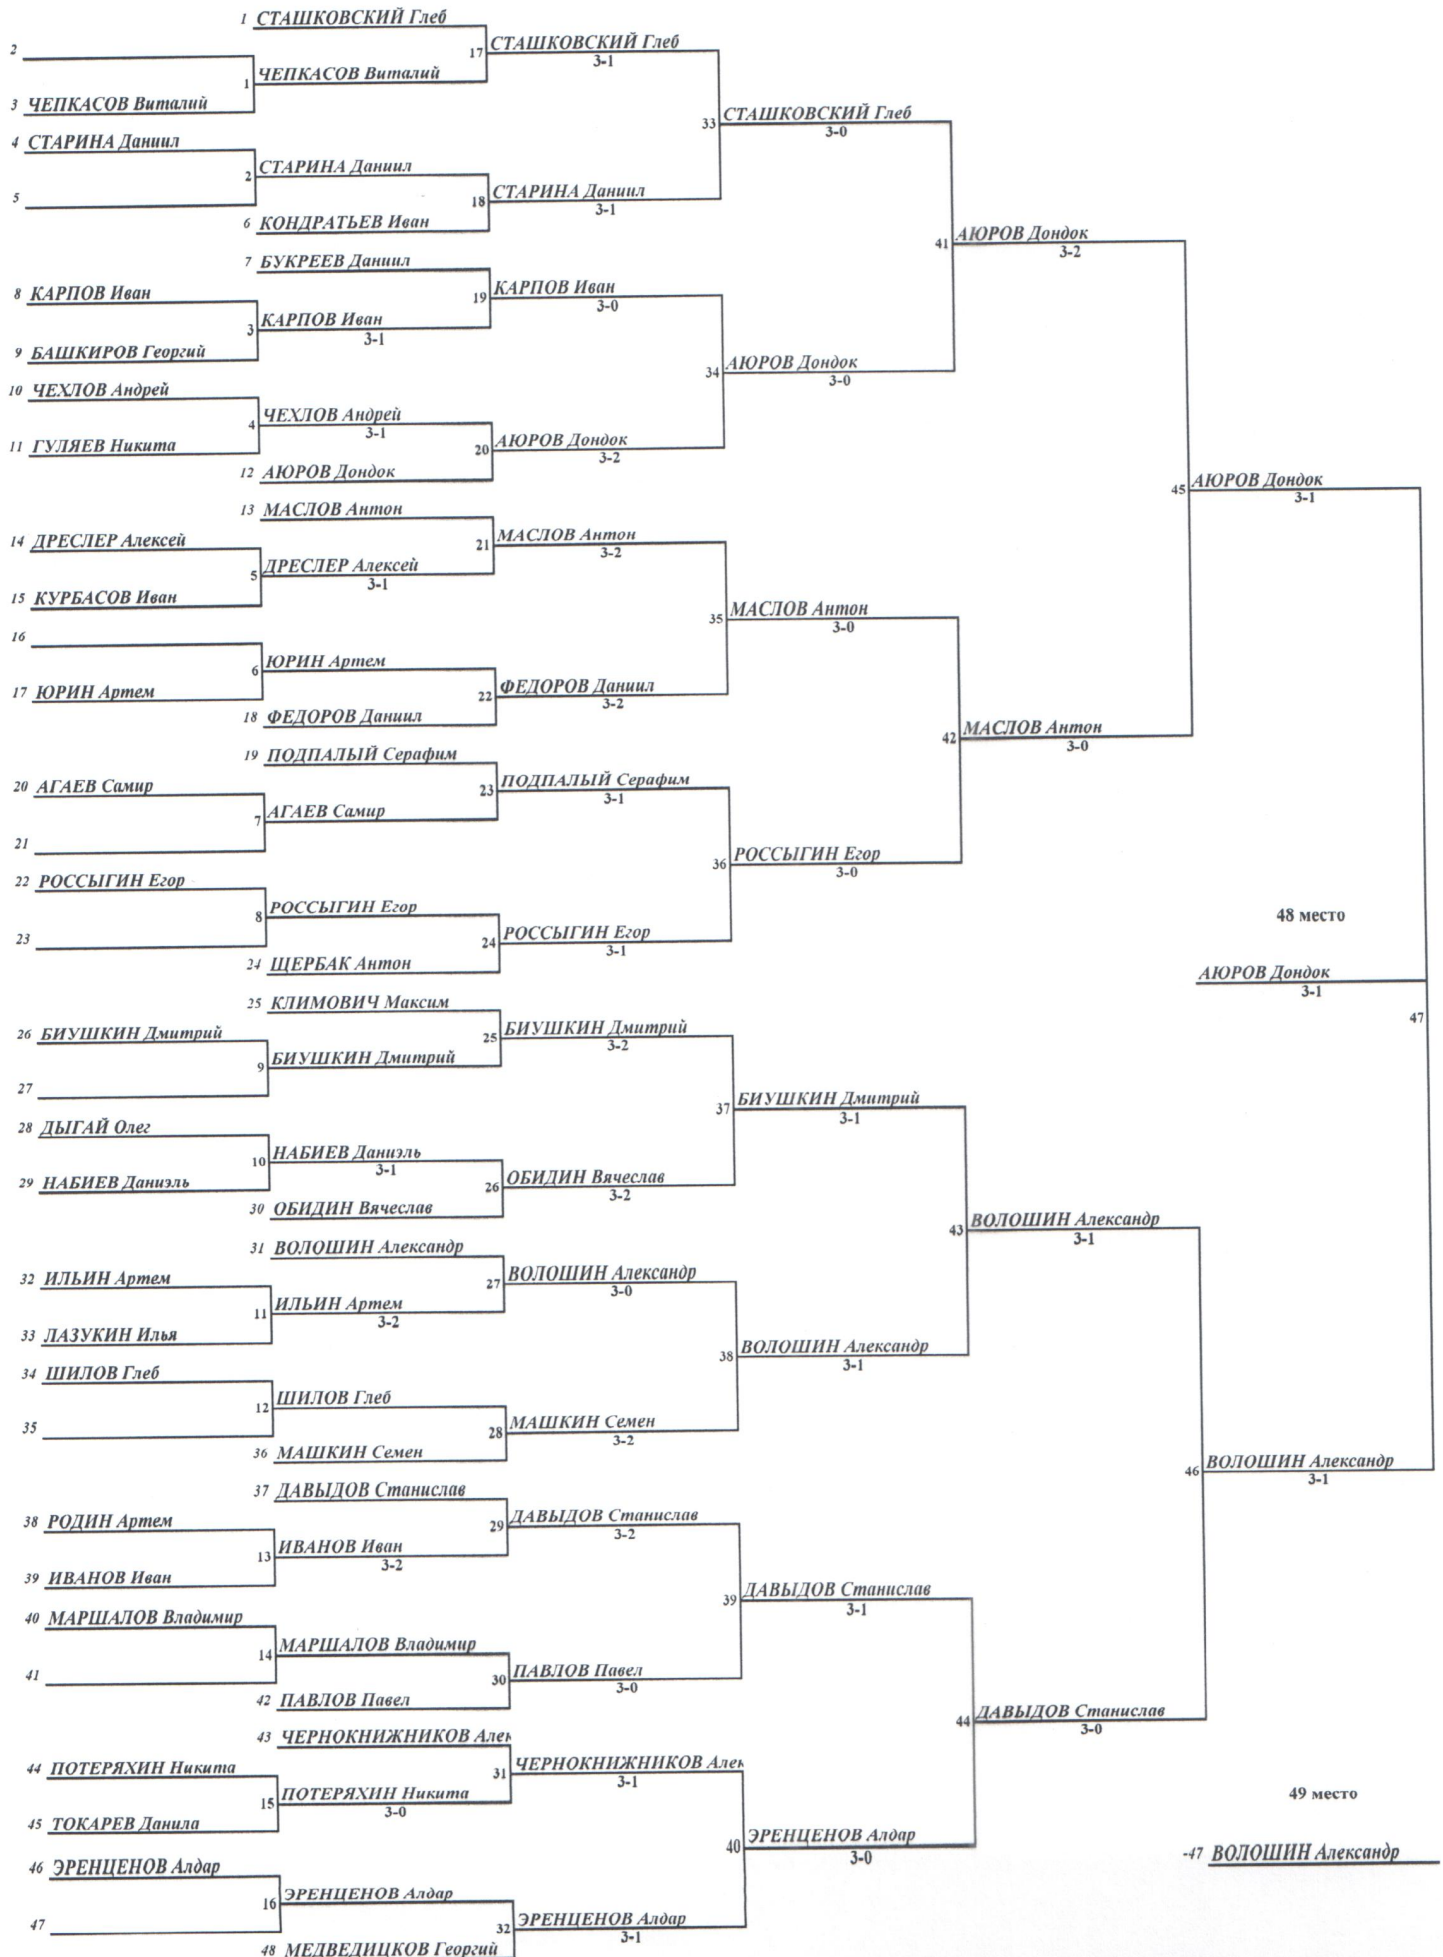 1 СТАШКОВСКИЙ Глеб
2
17 СТАШКОВСКИЙ Глеб
3-1
1 ЧЕПКАСОВ Виталий
3 ЧЕПКАСОВ Виталий
33 СТАШКОВСКИЙ Глеб
3-0
4 СТАРИНА Даниил
2 СТАРИНА Даниил
18 СТАРИНА Даниил
3-1
5
6 КОНДРАТЬЕВ Иван
41 АЮРОВ Дондок
3-2
7 БУКРЕЕВ Даниил
8 КАРПОВ Иван
19 КАРПОВ Иван
3-0
3 КАРПОВ Иван
3-1
9 БАШКИРОВ Георгий
34 АЮРОВ Дондок
3-0
10 ЧЕХЛОВ Андрей
4 ЧЕХЛОВ Андрей
3-1
11 ГУЛЯЕВ Никита
20 АЮРОВ Дондок
3-2
12 АЮРОВ Дондок
45 АЮРОВ Дондок
3-1
13 МАСЛОВ Антон
14 ДРЕСЛЕР Алексей
21 МАСЛОВ Антон
3-2
5 ДРЕСЛЕР Алексей
3-1
15 КУРБАСОВ Иван
35 МАСЛОВ Антон
3-0
16
6 ЮРИН Артем
17 ЮРИН Артем
22 ФЕДОРОВ Даниил
3-2
18 ФЕДОРОВ Даниил
42 МАСЛОВ Антон
3-0
19 ПОДПАЛЫЙ Серафим
20 АГАЕВ Самир
23 ПОДПАЛЫЙ Серафим
3-1
7 АГАЕВ Самир
21
36 РОССЫГИН Егор
3-0
22 РОССЫГИН Егор
8 РОССЫГИН Егор
48 место
23
24 РОССЫГИН Егор
3-1
24 ЩЕРБАК Антон
АЮРОВ Дондок
3-1
25 КЛИМОВИЧ Максим
47
26 БИУШКИН Дмитрий
25 БИУШКИН Дмитрий
3-2
9 БИУШКИН Дмитрий
27
37 БИУШКИН Дмитрий
3-1
28 ДЫГАЙ Олег
10 НАБИЕВ Даниэль
3-1
29 НАБИЕВ Даниэль
26 ОБИДИН Вячеслав
3-2
30 ОБИДИН Вячеслав
43 ВОЛОШИН Александр
3-1
31 ВОЛОШИН Александр
32 ИЛЬИН Артем
27 ВОЛОШИН Александр
3-0
11 ИЛЬИН Артем
3-2
33 ЛАЗУКИН Илья
38 ВОЛОШИН Александр
3-1
34 ШИЛОВ Глеб
12 ШИЛОВ Глеб
35
28 МАШКИН Семен
3-2
36 МАШКИН Семен
46 ВОЛОШИН Александр
3-1
37 ДАВЫДОВ Станислав
38 РОДИН Артем
29 ДАВЫДОВ Станислав
3-2
13 ИВАНОВ Иван
3-2
39 ИВАНОВ Иван
39 ДАВЫДОВ Станислав
3-1
40 МАРШАЛОВ Владимир
14 МАРШАЛОВ Владимир
41
30 ПАВЛОВ Павел
3-0
42 ПАВЛОВ Павел
44 ДАВЫДОВ Станислав
3-0
43 ЧЕРНОКНИЖНИКОВ Алек
44 ПОТЕРЯХИН Никита
31 ЧЕРНОКНИЖНИКОВ Алек
3-1
15 ПОТЕРЯХИН Никита
3-0
49 место
45 ТОКАРЕВ Данила
40 ЭРЕНЦЕНОВ Алдар
3-0
-47 ВОЛОШИН Александр
46 ЭРЕНЦЕНОВ Алдар
16 ЭРЕНЦЕНОВ Алдар
47
32 ЭРЕНЦЕНОВ Алдар
3-1
48 МЕДВЕДИЦКОВ Георгий